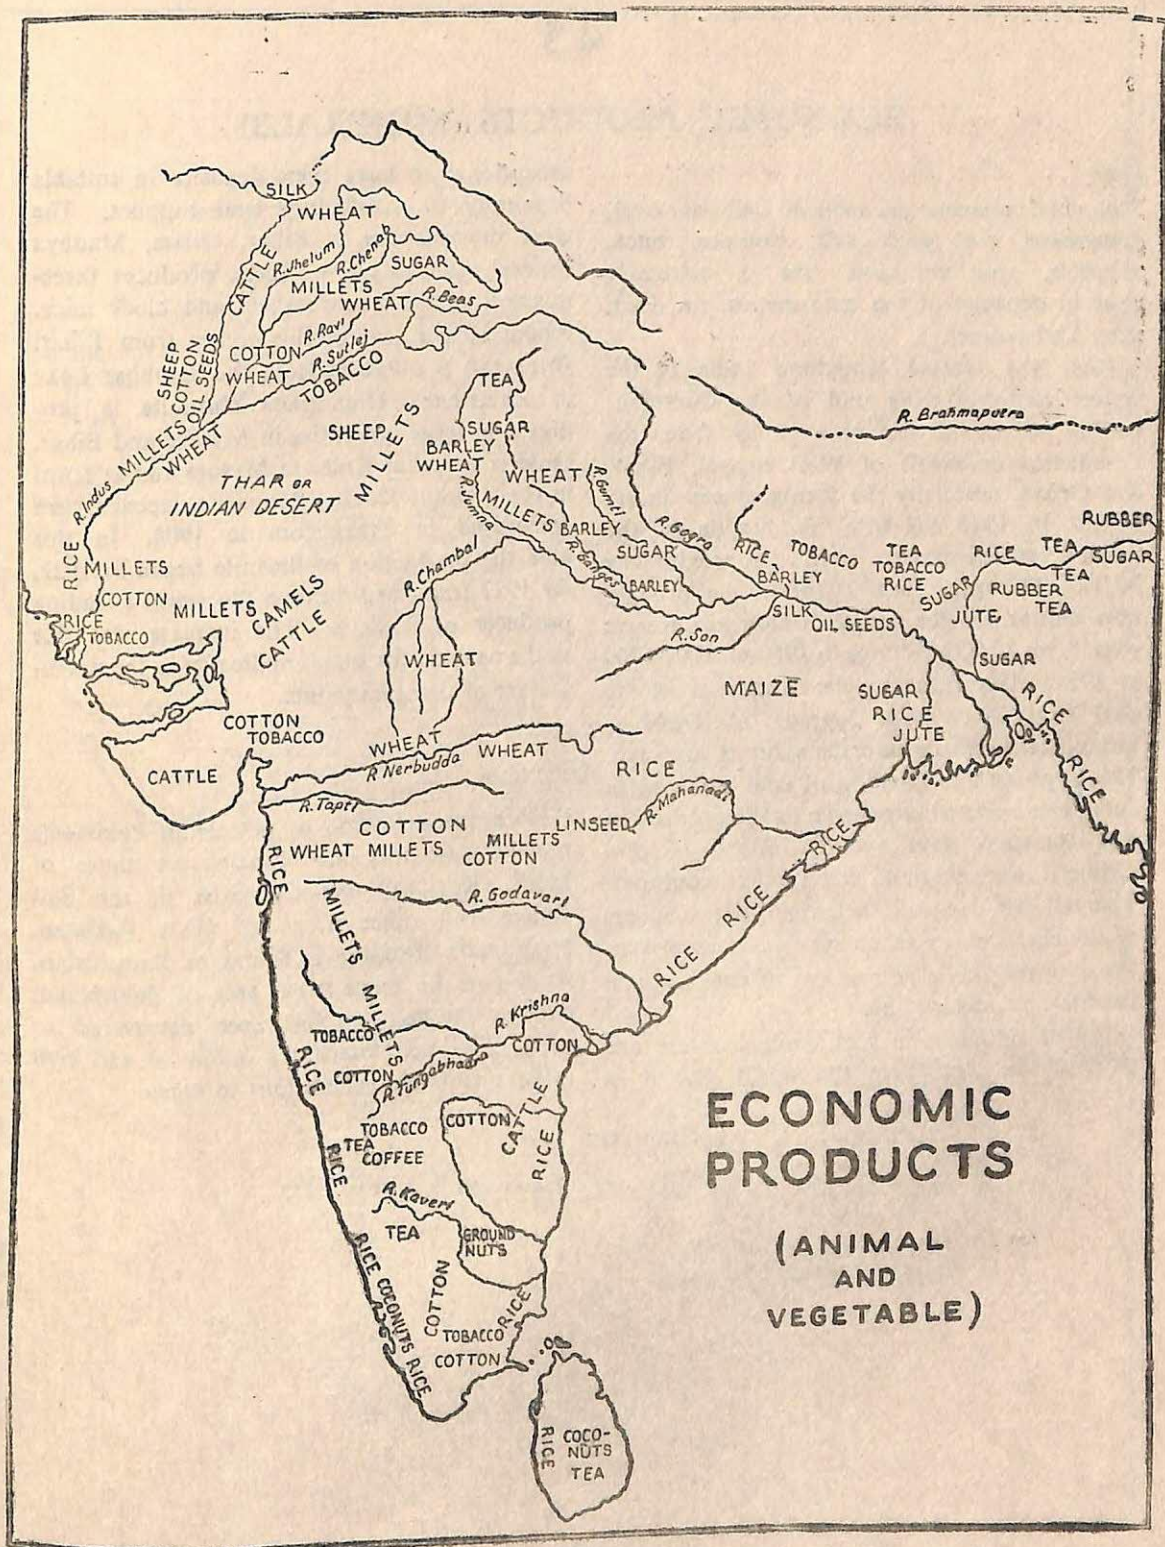 SILK
WHEAT
R.Jhelum
R.Chenab
SUGAR
CATTLE
MILLETS
WHEAT
R.Beas
R.Ravi
COTTON
R.Sutlej
WHEAT
TOBACCO
SHEEP
COTTON
OIL SEEDS
MILLETS
WHEAT
R.Indus
SHEEP
MILLETS
THAR OR
INDIAN DESERT
TEA
SUGAR
BARLEY
WHEAT
R.Jumna
WHEAT
R.Gumti
MILLETS
BARLEY
R.Ganges
SUGAR
BARLEY
R.Gogra
R. Brahmaputra
RICE
BARLEY
TOBACCO
TEA
TOBACCO
RICE
RUBBER
RICE
TEA
SUGAR
TEA
SUGAR
RUBBER
TEA
JUTE
SUGAR
SILK
OIL SEEDS
RICE
MILLETS
COTTON
RICE
TOBACCO
MILLETS
CAMELS
CATTLE
R.Chambal
WHEAT
R.Son
MAIZE
SUGAR
RICE
JUTE
RICE
RICE
COTTON
TOBACCO
CATTLE
WHEAT
WHEAT
R Nerbudda
R.Tapti
RICE
R.Mahanadi
LINSEED
COTTON
MILLETS
WHEAT MILLETS
COTTON
RICE
RICE
R.Godavari
RICE
RICE
MILLETS
MILLETS
TOBACCO
R.Krishna
COTTON
COTTON
R.Tungabhadra
RICE
COTTON
CATTLE
RICE
TOBACCO
TEA
COFFEE
RICE
R.Kaveri
TEA
GROUND
NUTS
RICE
COCONUTS
RICE
COTTON
RICE
TOBACCO
COTTON
RICE
COCO-
NUTS
TEA
ECONOMIC
PRODUCTS
(ANIMAL
AND
VEGETABLE)